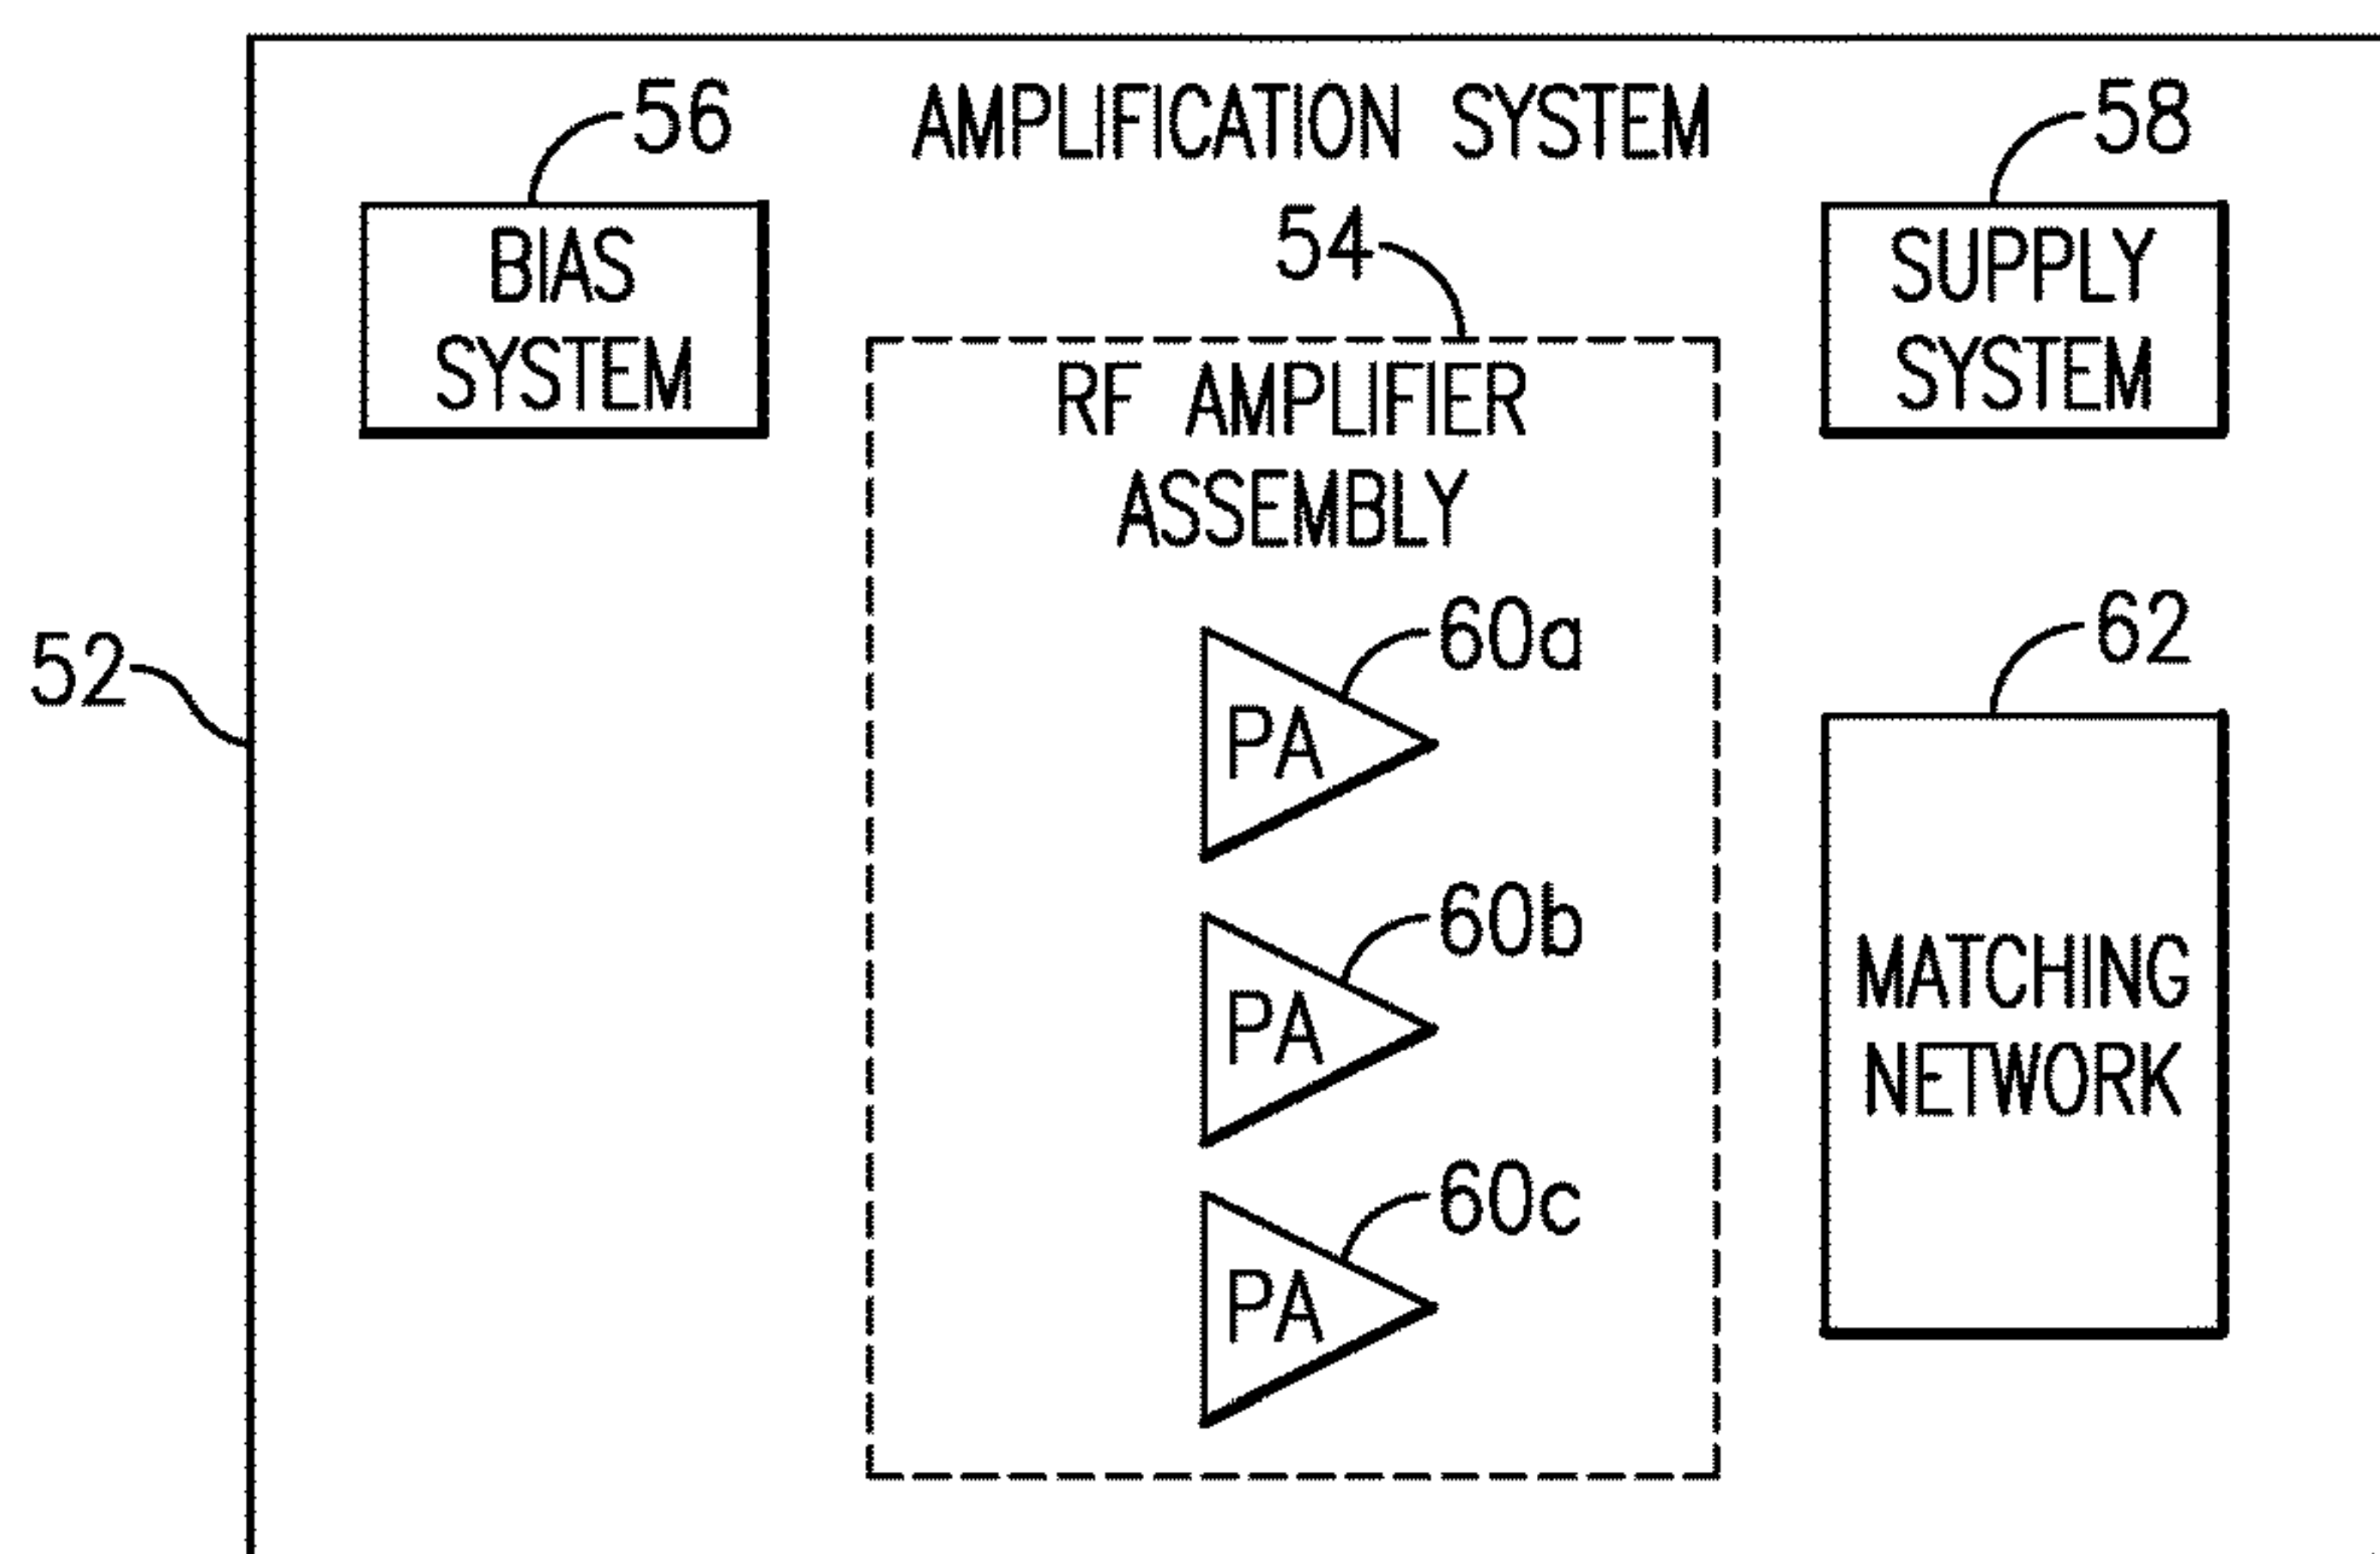 AMPLIFICATION SYSTEM
56
58
BIAS
SYSTEM
54
SUPPLY
SYSTEM
RF AMPLIFIER
ASSEMBLY
52
60a
PA
62
60b
PA
MATCHING
NETWORK
60c
PA